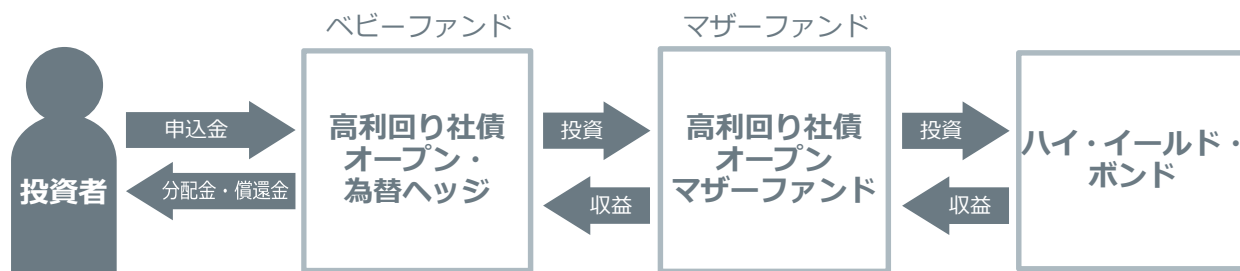 ベビーファンド
マザーファンド
投資者
申込金
分配金・償還金
高利回り社債
オープン・
為替ヘッジ
投資
収益
高利回り社債
オープン
マザーファンド
投資
収益
ハイ・イールド・
ボンド